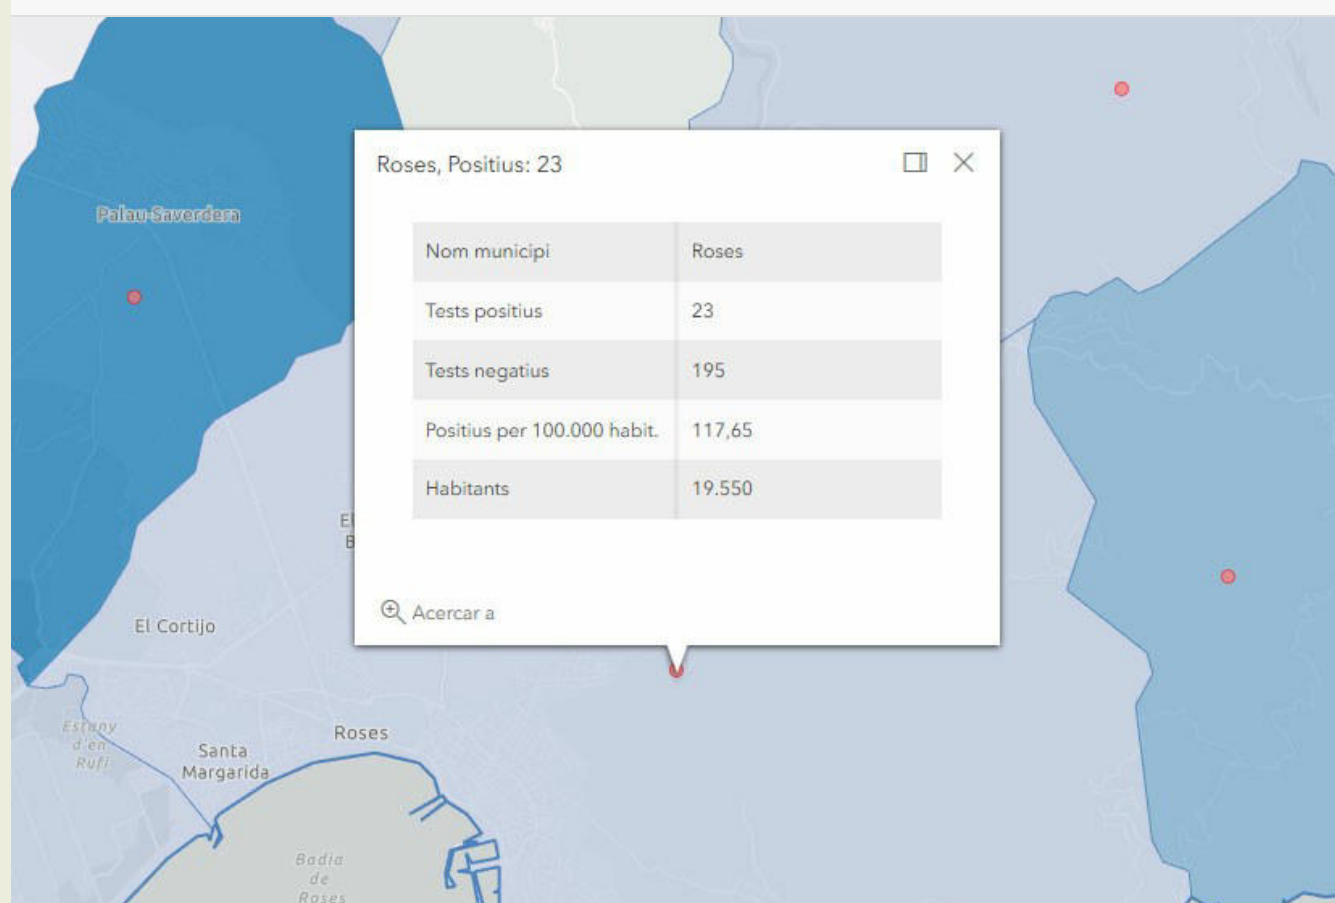 Roses, Positius: 23
Palau-Saverdera
Nom municipi Roses
Tests positius 23
Tests negatius 195
Positius per 100.000 habit. 117,65
Habitants 19.550
El
B
Acercar a
El Cortijo
Estany
d'en
Rufí
Santa
Margarida
Roses
Badia
de
Roses